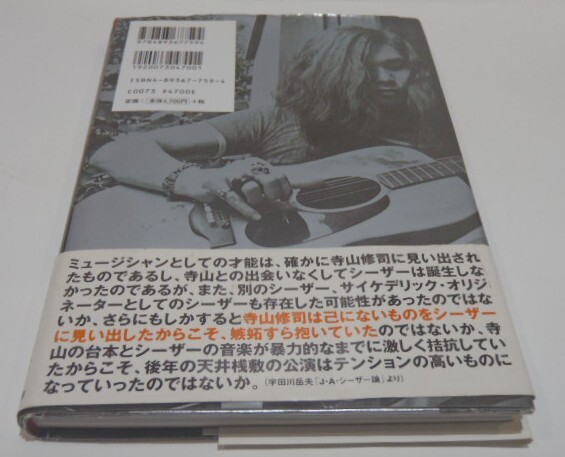 ISBN4-89367-759-4
C0073 ¥4700E
定価:[本体4,700円]+税
ミュージシャンとしての才能は、確かに寺山修司に見い出され
たものであるし、寺山との出会いなくしてシーザーは誕生しな
かったのであるが、また、別のシーザー、サイケデリック・オリジ
ネーターとしてのシーザーも存在した可能性があったのではな
いか、さらにもしかすると寺山修司は己にないものをシーザー
に見い出したからこそ、嫉妬すら抱いていたのではないか、寺
山の台本とシーザーの音楽が暴力的なまでに激しく拮抗してい
たからこそ、後年の天井桟敷の公演はテンションの高いものに
なっていったのではないか。(宇田川岳夫「J・A・シーザー論」より)